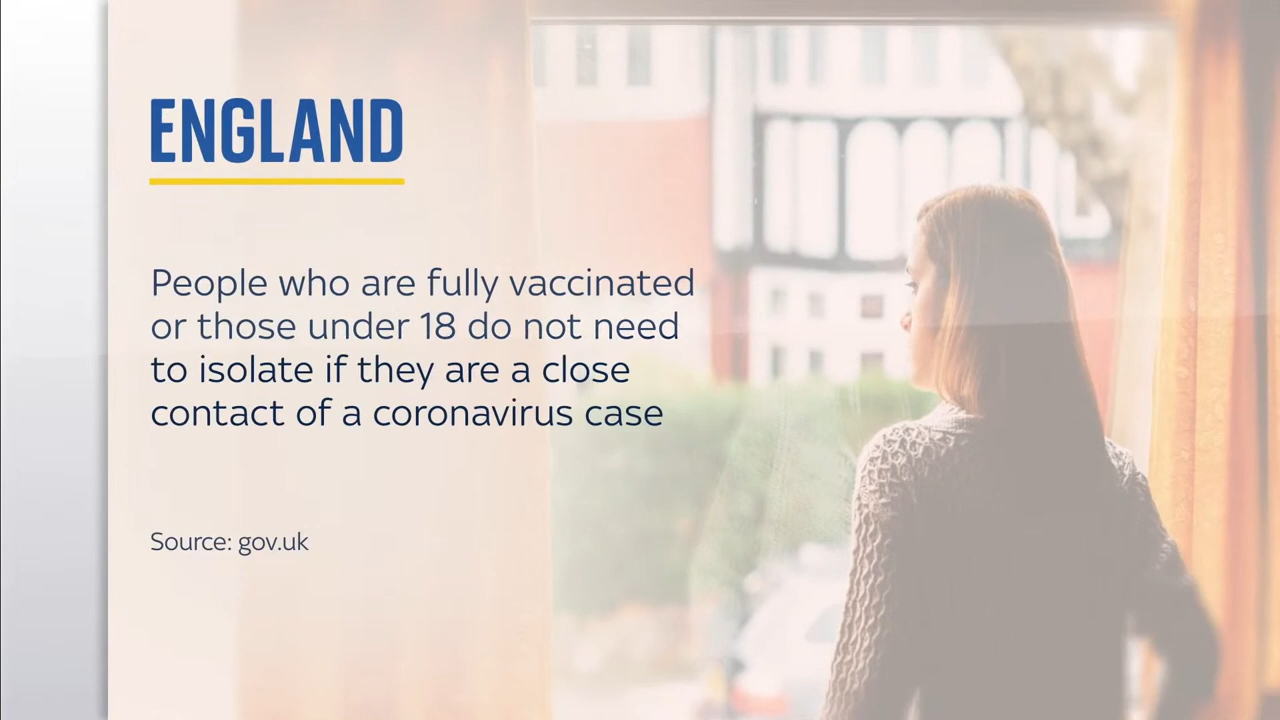 ENGLAND
People who are fully vaccinated
or those under 18 do not need
to isolate if they are a close
contact of a coronavirus case
Source: gov.uk